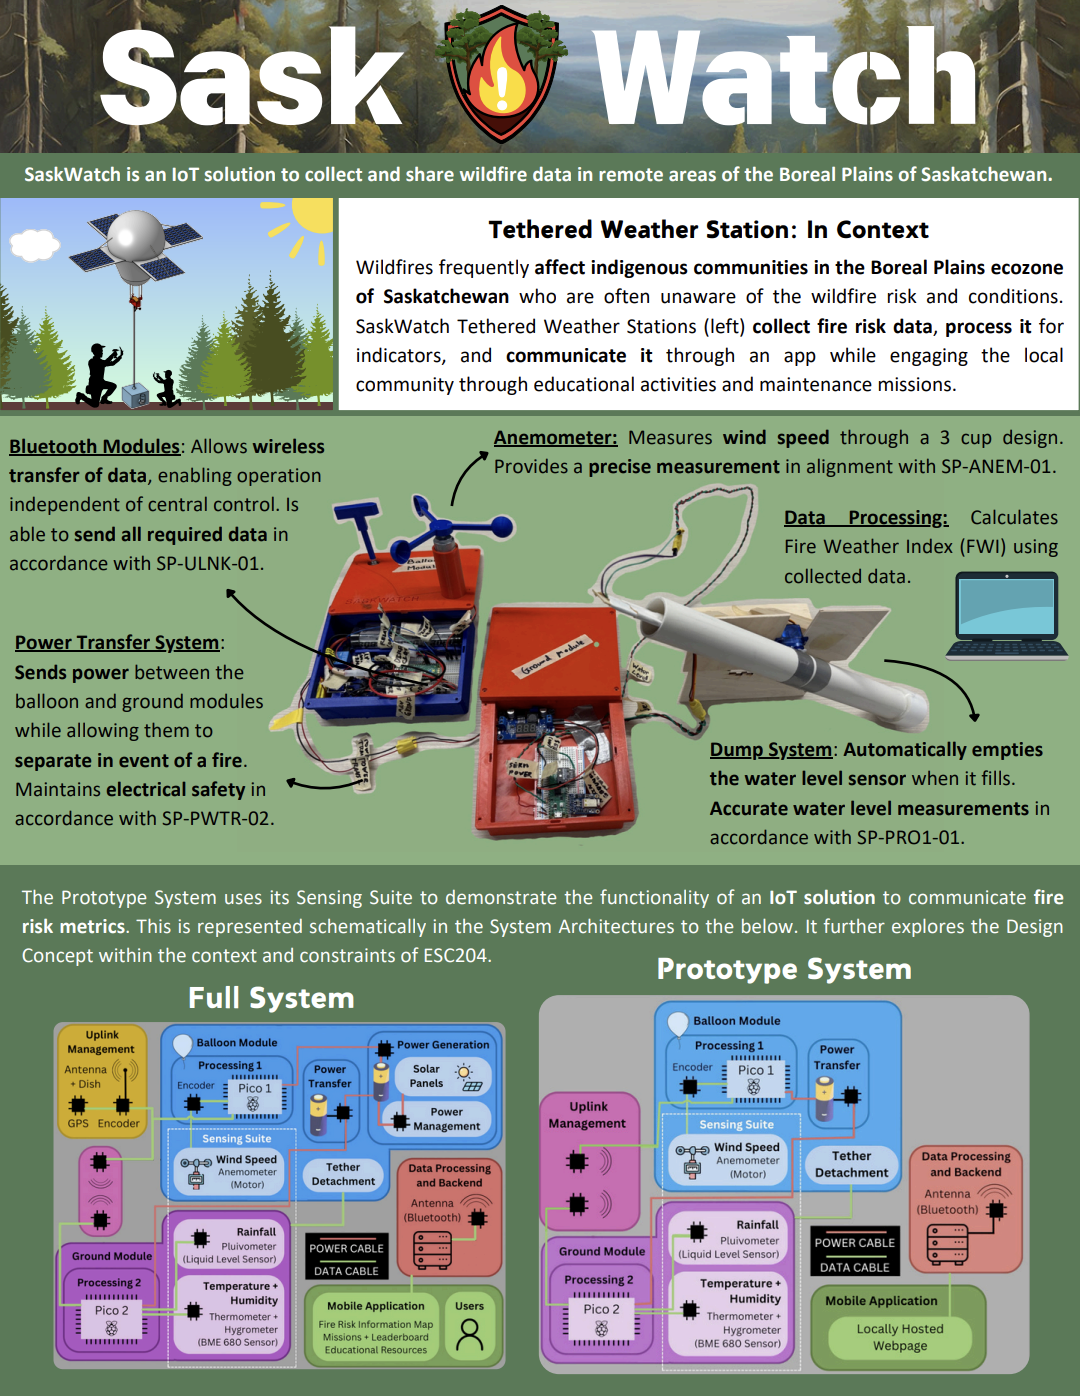 Sask Watch
SaskWatch is an IoT solution to collect and share wildfire data in remote areas of the Boreal Plains of Saskatchewan.
Tethered Weather Station: In Context
Wildfires frequently affect indigenous communities in the Boreal Plains ecozone
of Saskatchewan who are often unaware of the wildfire risk and conditions.
SaskWatch Tethered Weather Stations (left) collect fire risk data, process it for
indicators, and communicate it through an app while engaging the local
community through educational activities and maintenance missions.
Bluetooth Modules: Allows wireless
transfer of data, enabling operation
independent of central control. Is
able to send all required data in
accordance with SP-ULNK-01.
Anemometer: Measures wind speed through a 3 cup design.
Provides a precise measurement in alignment with SP-ANEM-01.
Data Processing: Calculates
Fire Weather Index (FWI) using
collected data.
Power Transfer System:
Sends power between the
balloon and ground modules
while allowing them to
separate in event of a fire.
Maintains electrical safety in
accordance with SP-PWTR-02.
SASKWATCH
Ground Module
Dump System: Automatically empties
the water level sensor when it fills.
Accurate water level measurements in
accordance with SP-PRO1-01.
The Prototype System uses its Sensing Suite to demonstrate the functionality of an IoT solution to communicate fire
risk metrics. This is represented schematically in the System Architectures to the below. It further explores the Design
Concept within the context and constraints of ESC204.
Full System
Uplink
Management
Antenna
+ Dish
GPS Encoder
Balloon Module
Processing 1
Encoder
Pico 1
Power
Transfer
Power Generation
Solar
Panels
Power
Management
Sensing Suite
Wind Speed
Anemometer
(Motor)
Tether
Detachment
Data Processing
and Backend
Antenna
(Bluetooth)
Ground Module
Processing 2
Pico 2
Rainfall
Pluviometer
(Liquid Level Sensor)
Temperature +
Humidity
Thermometer +
Hygrometer
(BME 680 Sensor)
POWER CABLE
DATA CABLE
Mobile Application
Fire Risk Information Map
Missions + Leaderboard
Educational Resources
Users
Prototype System
Balloon Module
Processing 1
Encoder
Pico 1
Power
Transfer
Uplink
Management
Sensing Suite
Wind Speed
Anemometer
(Motor)
Tether
Detachment
Data Processing
and Backend
Antenna
(Bluetooth)
Ground Module
Processing 2
Pico 2
Rainfall
Pluviometer
(Liquid Level Sensor)
Temperature +
Humidity
Thermometer +
Hygrometer
(BME 680 Sensor)
POWER CABLE
DATA CABLE
Mobile Application
Locally Hosted
Webpage